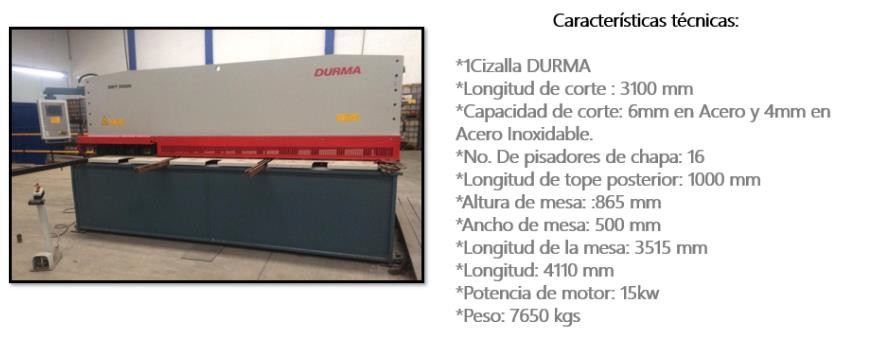 Características técnicas:
DURMA
*1Cizalla DURMA
*Longitud de corte : 3100 mm
*Capacidad de corte: 6mm en Acero y 4mm en
Acero Inoxidable.
*No. De pisadores de chapa: 16
*Longitud de tope posterior: 1000 mm
*Altura de mesa: :865 mm
*Ancho de mesa: 500 mm
*Longitud de la mesa: 3515 mm
*Longitud: 4110 mm
*Potencia de motor: 15kw
*Peso: 7650 kgs